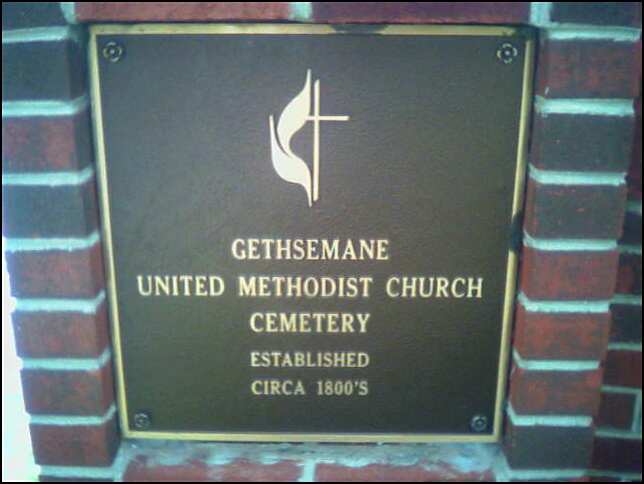 GETHSEMANE
UNITED METHODIST CHURCH
CEMETERY
ESTABLISHED
CIRCA 1800'S